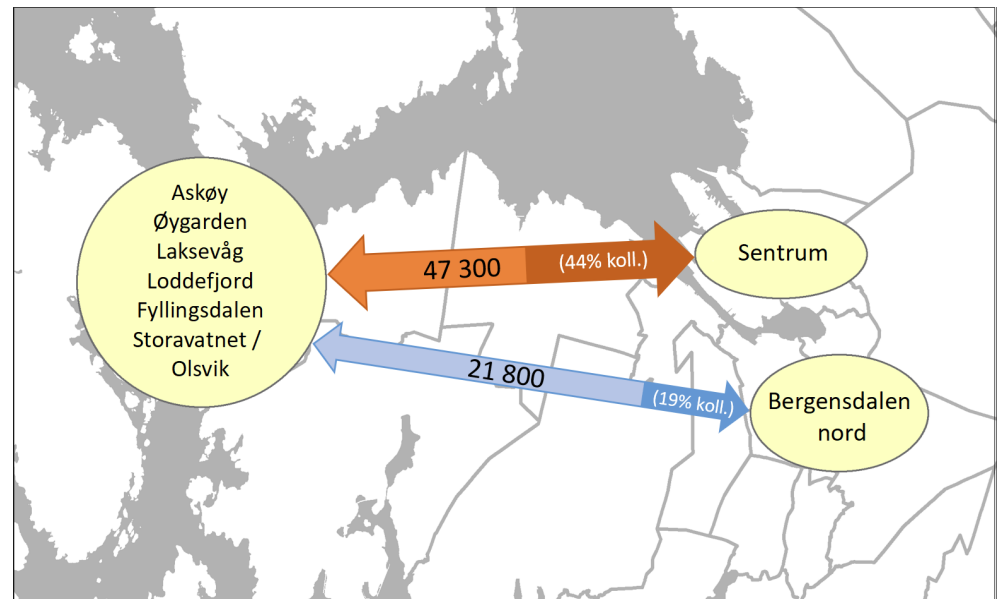 Askøy
Øygarden
Laksevåg
Loddefjord
Fyllingsdalen
Storavatnet /
Olsvik
47 300
(44% koll.)
Sentrum
21 800
(19% koll.)
Bergensdalen
nord